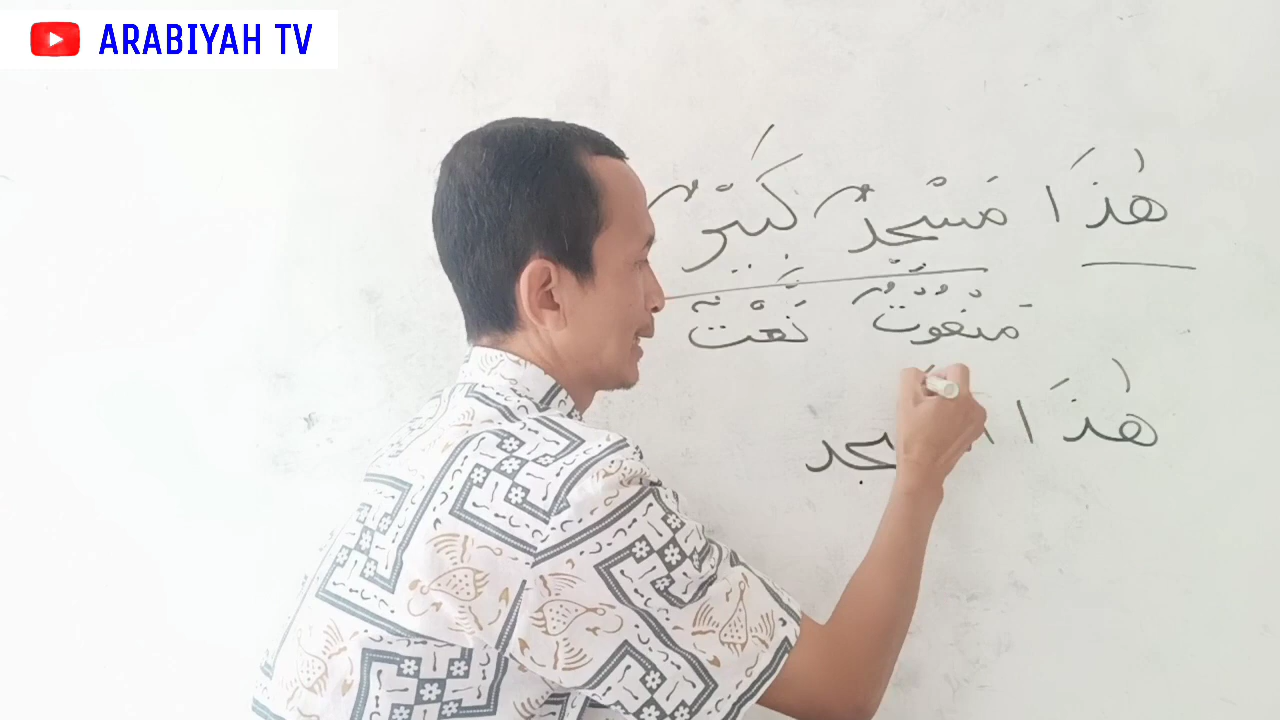 ARABIYAH TV
هٰذَا مَسْجِدٌ كَبِيْرٌ
مَنْعُوْتٌ نَعْتٌ
هٰذَا